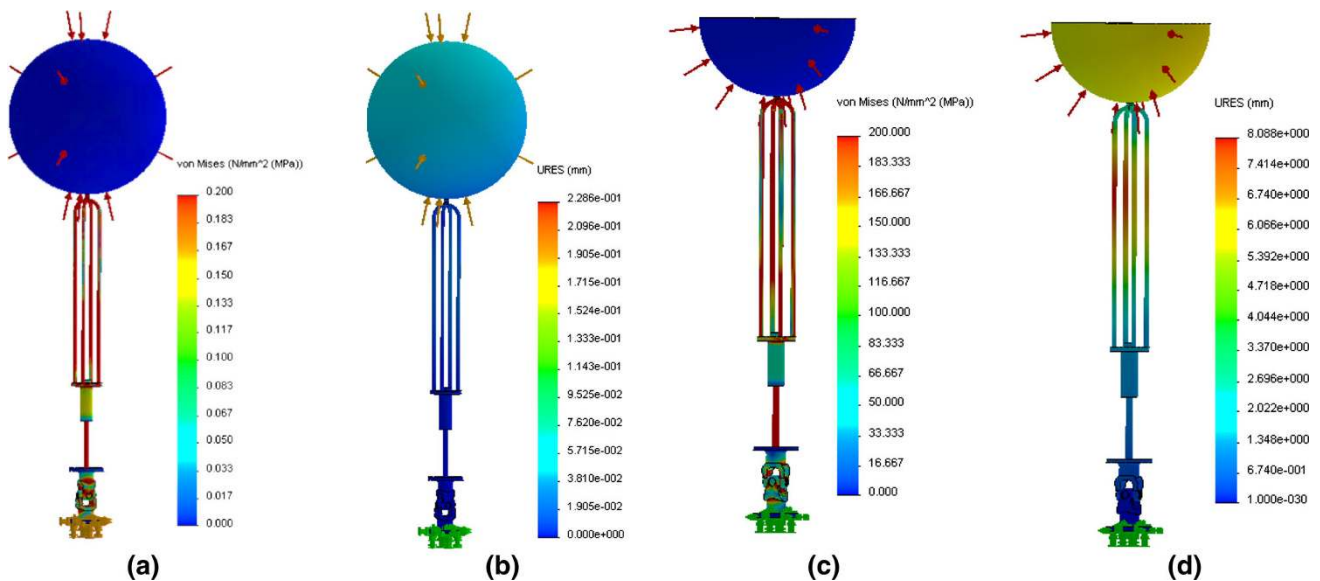 von Mises (N/mm^2 (MPa))
0.200
0.183
0.167
0.150
0.133
0.117
0.100
0.083
0.067
0.050
0.033
0.017
0.000
(a)
URES (mm)
2.286e-001
2.096e-001
1.905e-001
1.715e-001
1.524e-001
1.333e-001
1.143e-001
9.525e-002
7.620e-002
5.715e-002
3.810e-002
1.905e-002
0.000e+000
(b)
von Mises (N/mm^2 (MPa))
200.000
183.333
166.667
150.000
133.333
116.667
100.000
83.333
66.667
50.000
33.333
16.667
0.000
(c)
URES (mm)
8.088e+000
7.414e+000
6.740e+000
6.066e+000
5.392e+000
4.718e+000
4.044e+000
3.370e+000
2.696e+000
2.022e+000
1.348e+000
6.740e-001
1.000e-030
(d)